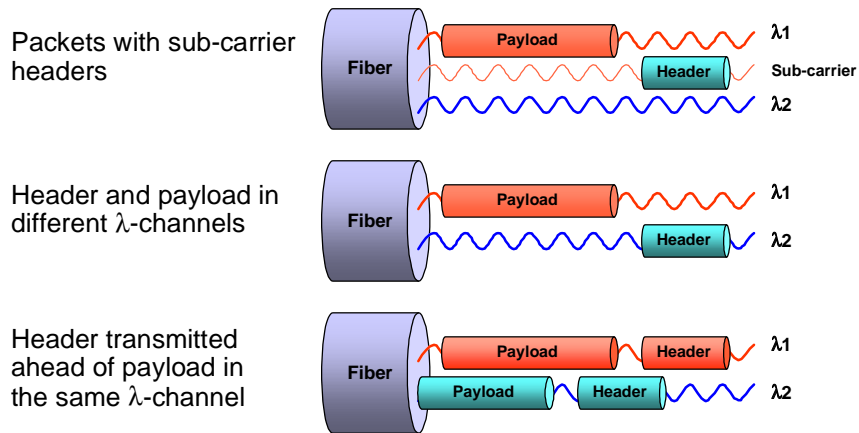 Packets with sub-carrier
headers
Fiber
Payload
λ1
Header
Sub-carrier
λ2
Header and payload in
different λ-channels
Fiber
Payload
λ1
Header
λ2
Header transmitted
ahead of payload in
the same λ-channel
Fiber
Payload
Header
λ1
Payload
Header
λ2